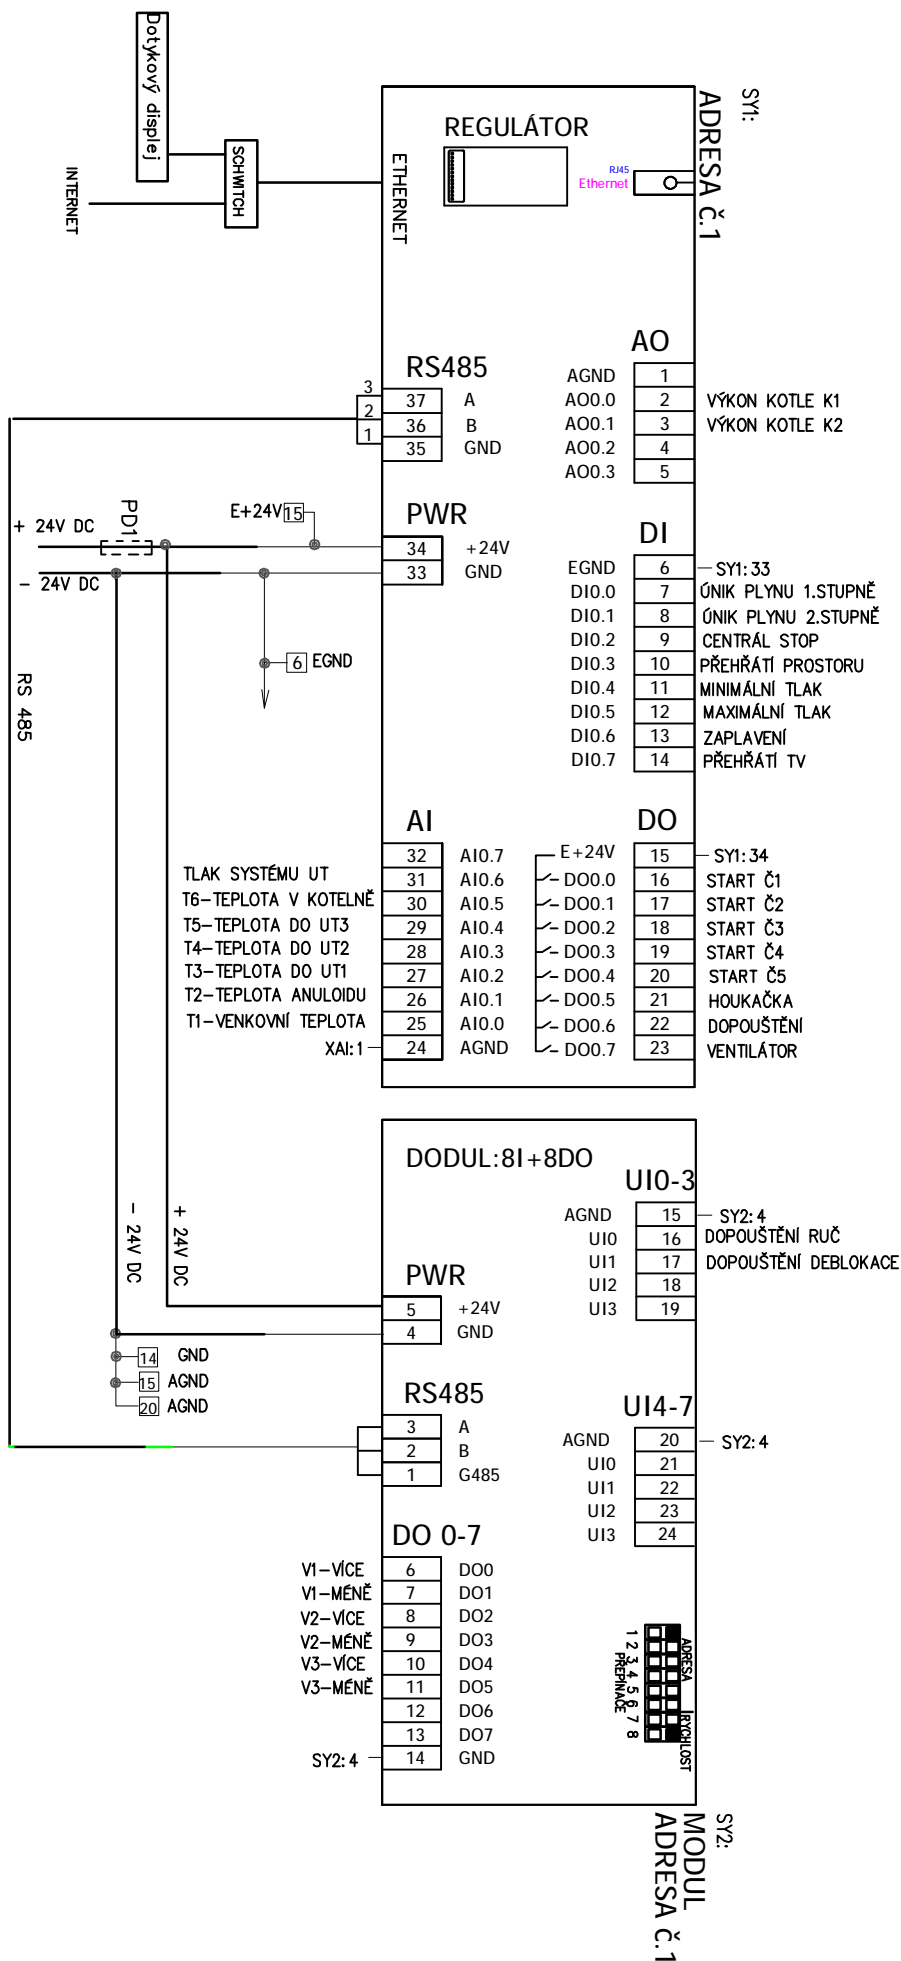 Dotykový displej
SCHWITCH
INTERNET
SY1:
ADRESA Č.1
REGULÁTOR
RJ45
Ethernet
ETHERNET
AO
AGND 1
AO0.0 2 VÝKON KOTLE K1
AO0.1 3 VÝKON KOTLE K2
AO0.2 4
AO0.3 5
RS485
3 37 A
2 36 B
1 35 GND
PWR
E+24V 15
34 +24V
33 GND
+ 24V DC
PD1
- 24V DC
6 EGND
RS 485
DI
EGND 6 SY1:33
DI0.0 7 ÚNIK PLYNU 1.STUPNĚ
DI0.1 8 ÚNIK PLYNU 2.STUPNĚ
DI0.2 9 CENTRÁL STOP
DI0.3 10 PŘEHŘÁTÍ PROSTORU
DI0.4 11 MINIMÁLNÍ TLAK
DI0.5 12 MAXIMÁLNÍ TLAK
DI0.6 13 ZAPLAVENÍ
DI0.7 14 PŘEHŘÁTÍ TV
AI
32 AI0.7
TLAK SYSTÉMU UT 31 AI0.6
T6-TEPLOTA V KOTELNĚ 30 AI0.5
T5-TEPLOTA DO UT3 29 AI0.4
T4-TEPLOTA DO UT2 28 AI0.3
T3-TEPLOTA DO UT1 27 AI0.2
T2-TEPLOTA ANULOIDU 26 AI0.1
T1-VENKOVNÍ TEPLOTA 25 AI0.0
XAI:1 24 AGND
DO
E+24V 15 SY1:34
DO0.0 16 START Č1
DO0.1 17 START Č2
DO0.2 18 START Č3
DO0.3 19 START Č4
DO0.4 20 START Č5
DO0.5 21 HOUKAČKA
DO0.6 22 DOPOUŠTĚNÍ
DO0.7 23 VENTILÁTOR
DODUL:8I+8DO
UI0-3
AGND 15 SY2:4
UI0 16 DOPOUŠTĚNÍ RUČ
UI1 17 DOPOUŠTĚNÍ DEBLOKACE
UI2 18
UI3 19
- 24V DC
+ 24V DC
PWR
5 +24V
4 GND
14 GND
15 AGND
20 AGND
RS485
3 A
2 B
1 G485
UI4-7
AGND 20 SY2:4
UI0 21
UI1 22
UI2 23
UI3 24
DO 0-7
V1-VÍCE 6 DO0
V1-MÉNĚ 7 DO1
V2-VÍCE 8 DO2
V2-MÉNĚ 9 DO3
V3-VÍCE 10 DO4
V3-MÉNĚ 11 DO5
12 DO6
13 DO7
SY2:4 14 GND
ADRESA
RYCHLOST
1 2 3 4 5 6 7 8
PŘEPÍNAČE
SY2:
MODUL
ADRESA Č.1